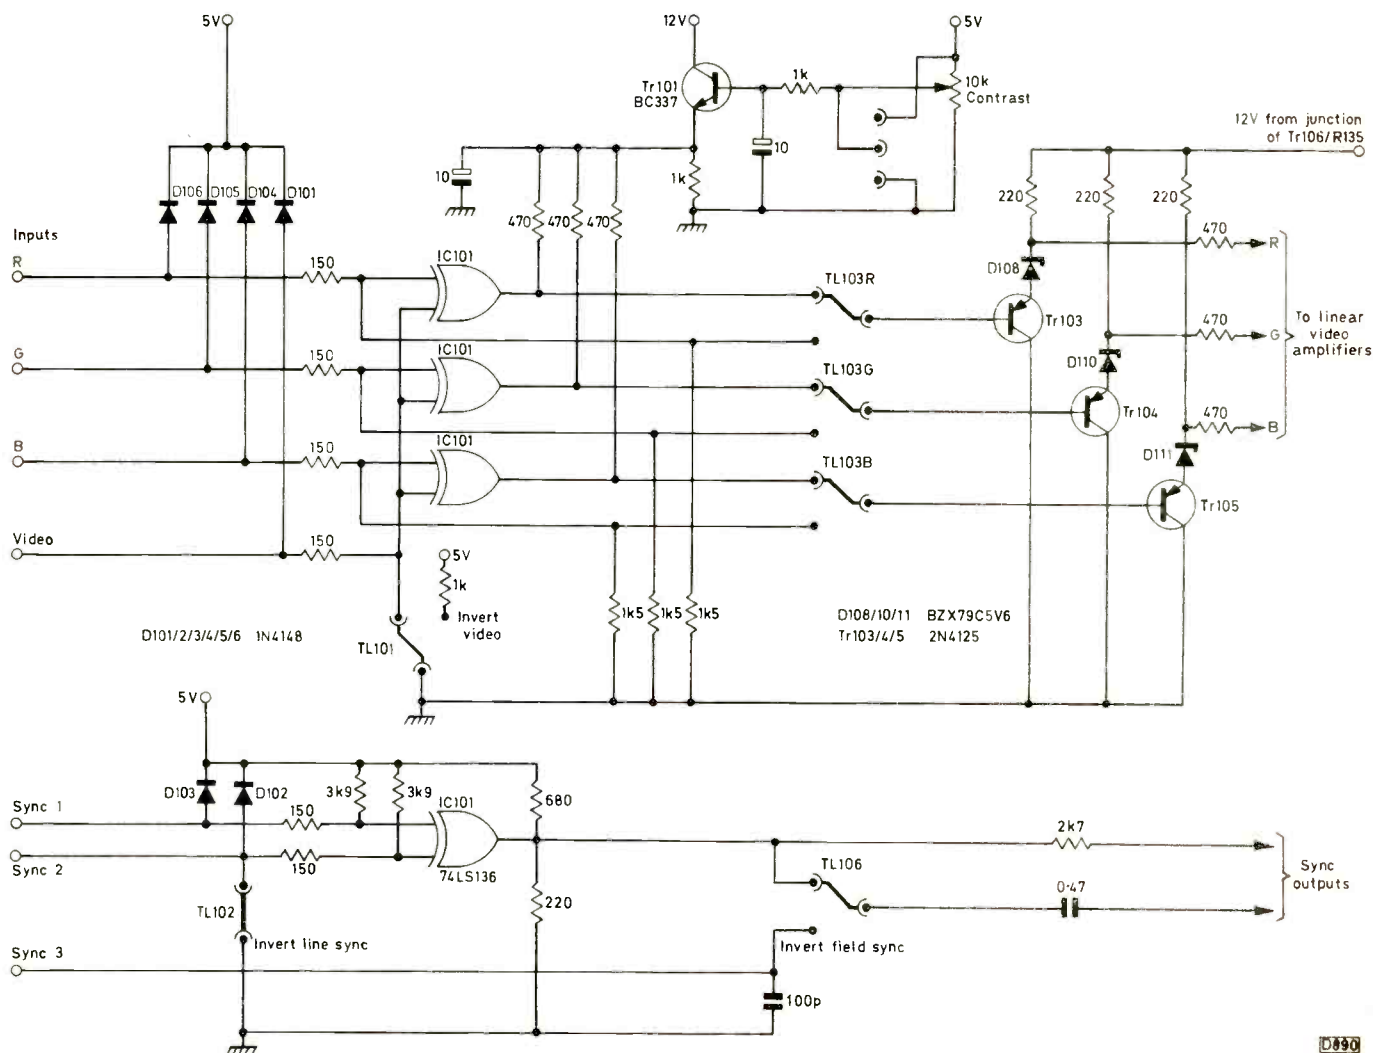 5V
12V
5V
Tr101
BC337
1k
10k
Contrast
12V from junction
of Tr106/R135
10
10
1k
D106
D105
D104
D101
470
470
470
220
220
220
Inputs
R
150
IC101
TL103R
D108
470
R
Tr103
G
150
IC101
TL103G
D110
470
G
To linear
video
amplifiers
Tr104
B
150
IC101
TL103B
D111
470
B
Tr105
Video
150
5V
1k
Invert
video
1k5
1k5
1k5
D101/2/3/4/5/6 1N4148
TL101
D108/10/11 BZX79C5V6
Tr103/4/5 2N4125
5V
D103
D102
3k9
3k9
IC101
680
Sync 1
150
2k7
Sync 2
150
74LS136
TL106
Sync
outputs
TL102
220
0·47
Invert line sync
Invert field sync
Sync 3
100p
D890